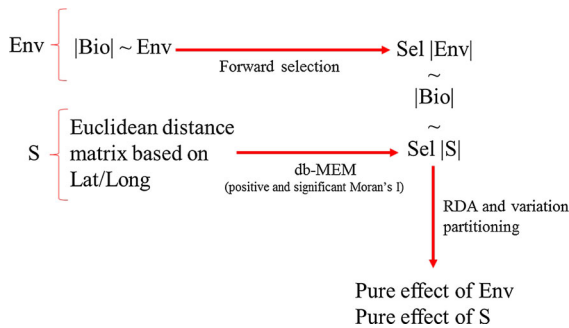 Env
|Bio| ~ Env
Forward selection
Sel |Env|
~
|Bio|
~
Sel |S|
S
Euclidean distance
matrix based on
Lat/Long
db-MEM
(positive and significant Moran's I)
RDA and variation
partitioning
Pure effect of Env
Pure effect of S